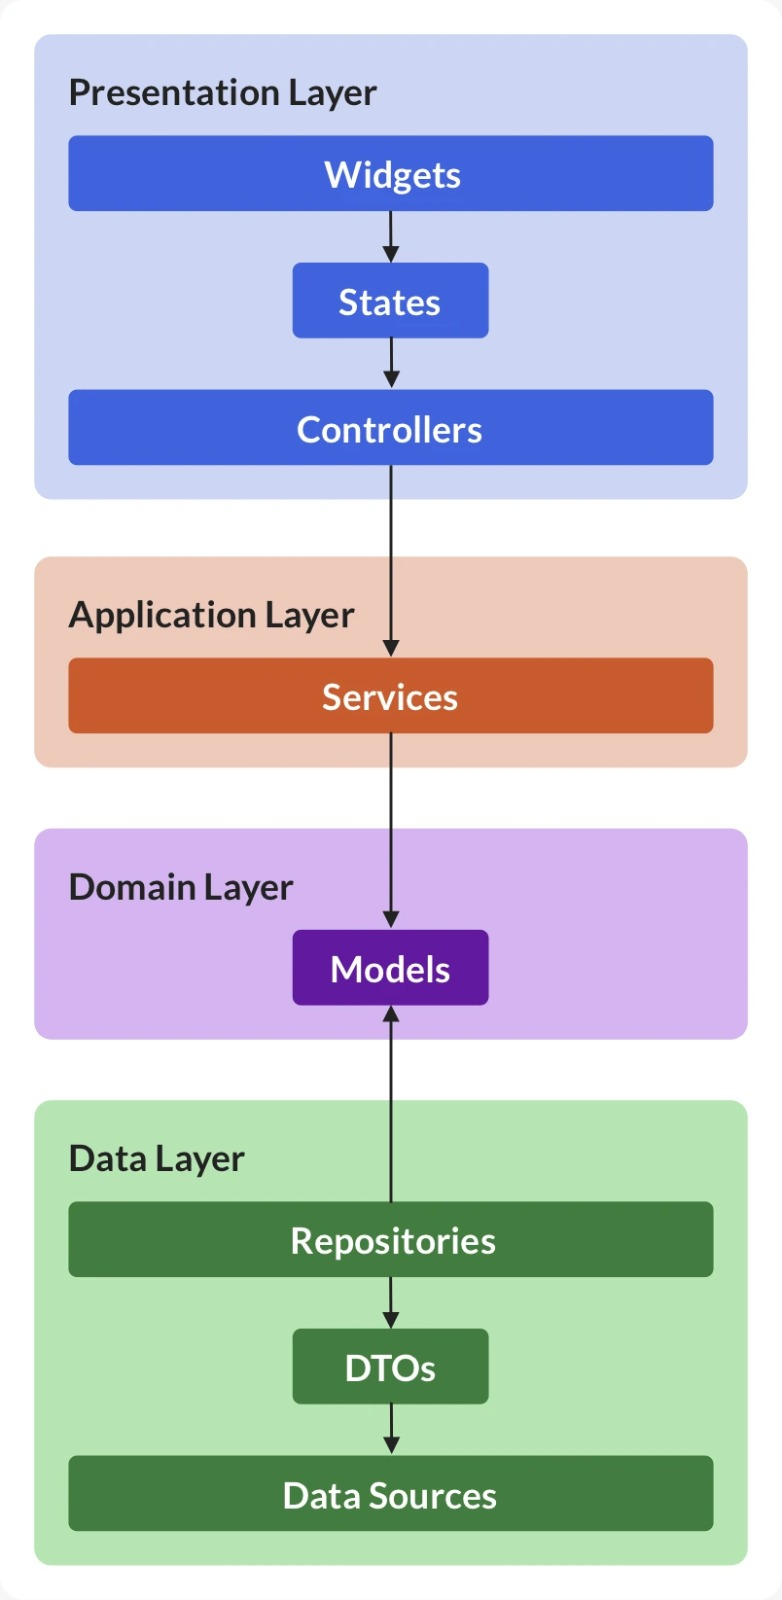 Presentation Layer
Widgets
States
Controllers
Application Layer
Services
Domain Layer
Models
Data Layer
Repositories
DTOs
Data Sources